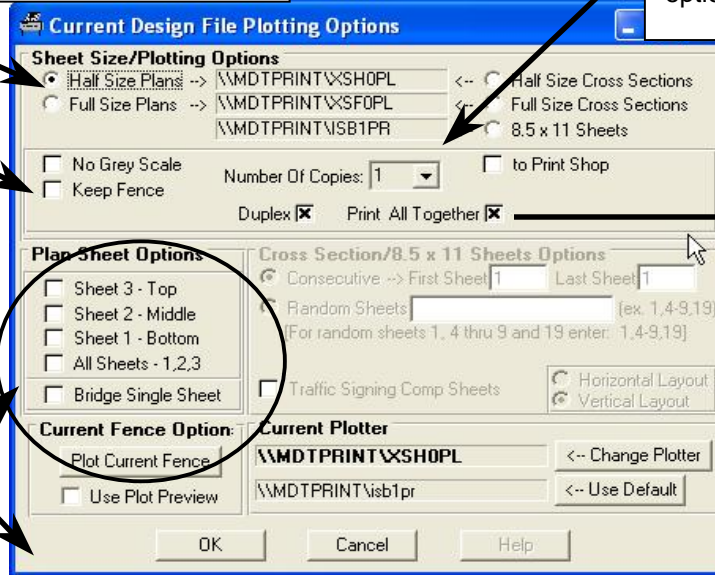 optio
Current Design File Plotting Options
Sheet Size/Plotting Options
Half Size Plans --> \\MDTPRINT\XSH0PL <-- Half Size Cross Sections
Full Size Plans --> \\MDTPRINT\XSF0PL <-- Full Size Cross Sections
\\MDTPRINT\ISB1PR 8.5 x 11 Sheets
No Grey Scale
Number Of Copies: 1
to Print Shop
Keep Fence
Duplex Print All Together
Plan Sheet Options
Sheet 3 - Top
Sheet 2 - Middle
Sheet 1 - Bottom
All Sheets - 1,2,3
Bridge Single Sheet
Cross Section/8.5 x 11 Sheets Options
Consecutive --> First Sheet 1 Last Sheet 1
Random Sheets (ex. 1,4-9,19)
[For random sheets 1, 4 thru 9 and 19 enter: 1,4-9,19]
Traffic Signing Comp Sheets
Horizontal Layout
Vertical Layout
Current Fence Option:
Plot Current Fence
Use Plot Preview
Current Plotter
\\MDTPRINT\XSH0PL <-- Change Plotter
\\MDTPRINT\isb1pr <-- Use Default
OK Cancel Help